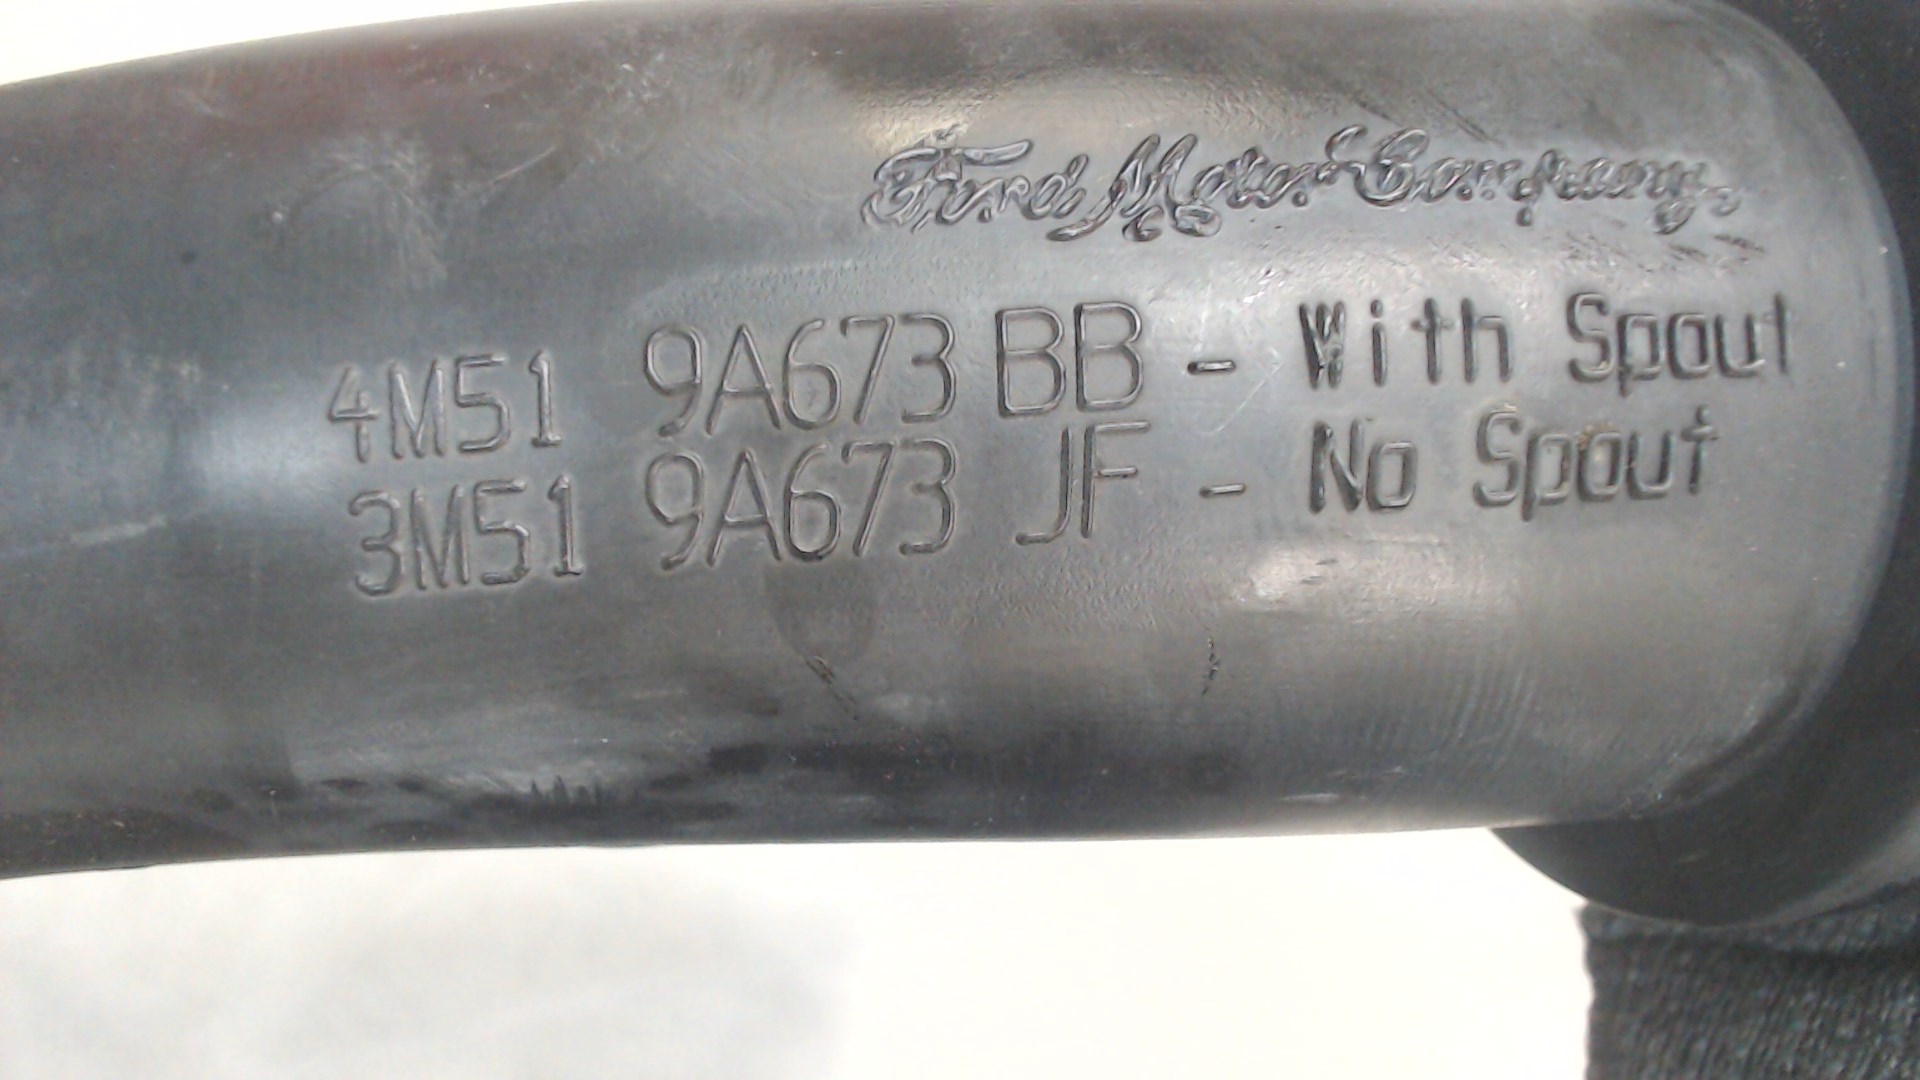 Ford Motor Company
4M51 9A673 BB - With Spout
3M51 9A673 JF - No Spout